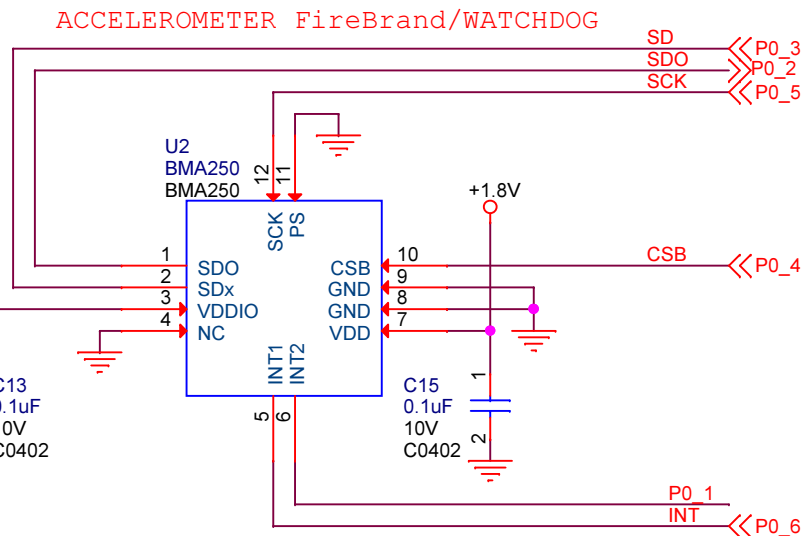 ACCELEROMETER FireBrand/WATCHDOG
SD
P0_3
SDO
P0_2
SCK
P0_5
U2
BMA250
BMA250
12
11
+1.8V
SCK
PS
1
SDO
2
SDx
3
VDDIO
4
NC
CSB
10
GND
9
GND
8
VDD
7
CSB
P0_4
INT1
INT2
5
6
C13
0.1uF
10V
C0402
C15
0.1uF
10V
C0402
1
2
P0_1
INT
P0_6